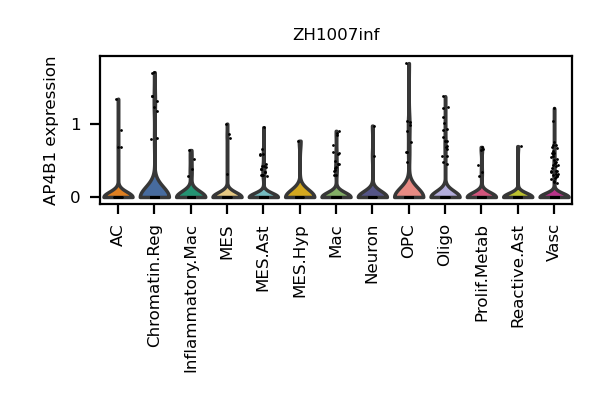 ZH1007inf
AP4B1 expression
1
0
AC
Chromatin.Reg
Inflammatory.Mac
MES
MES.Ast
MES.Hyp
Mac
Neuron
OPC
Oligo
Prolif.Metab
Reactive.Ast
Vasc